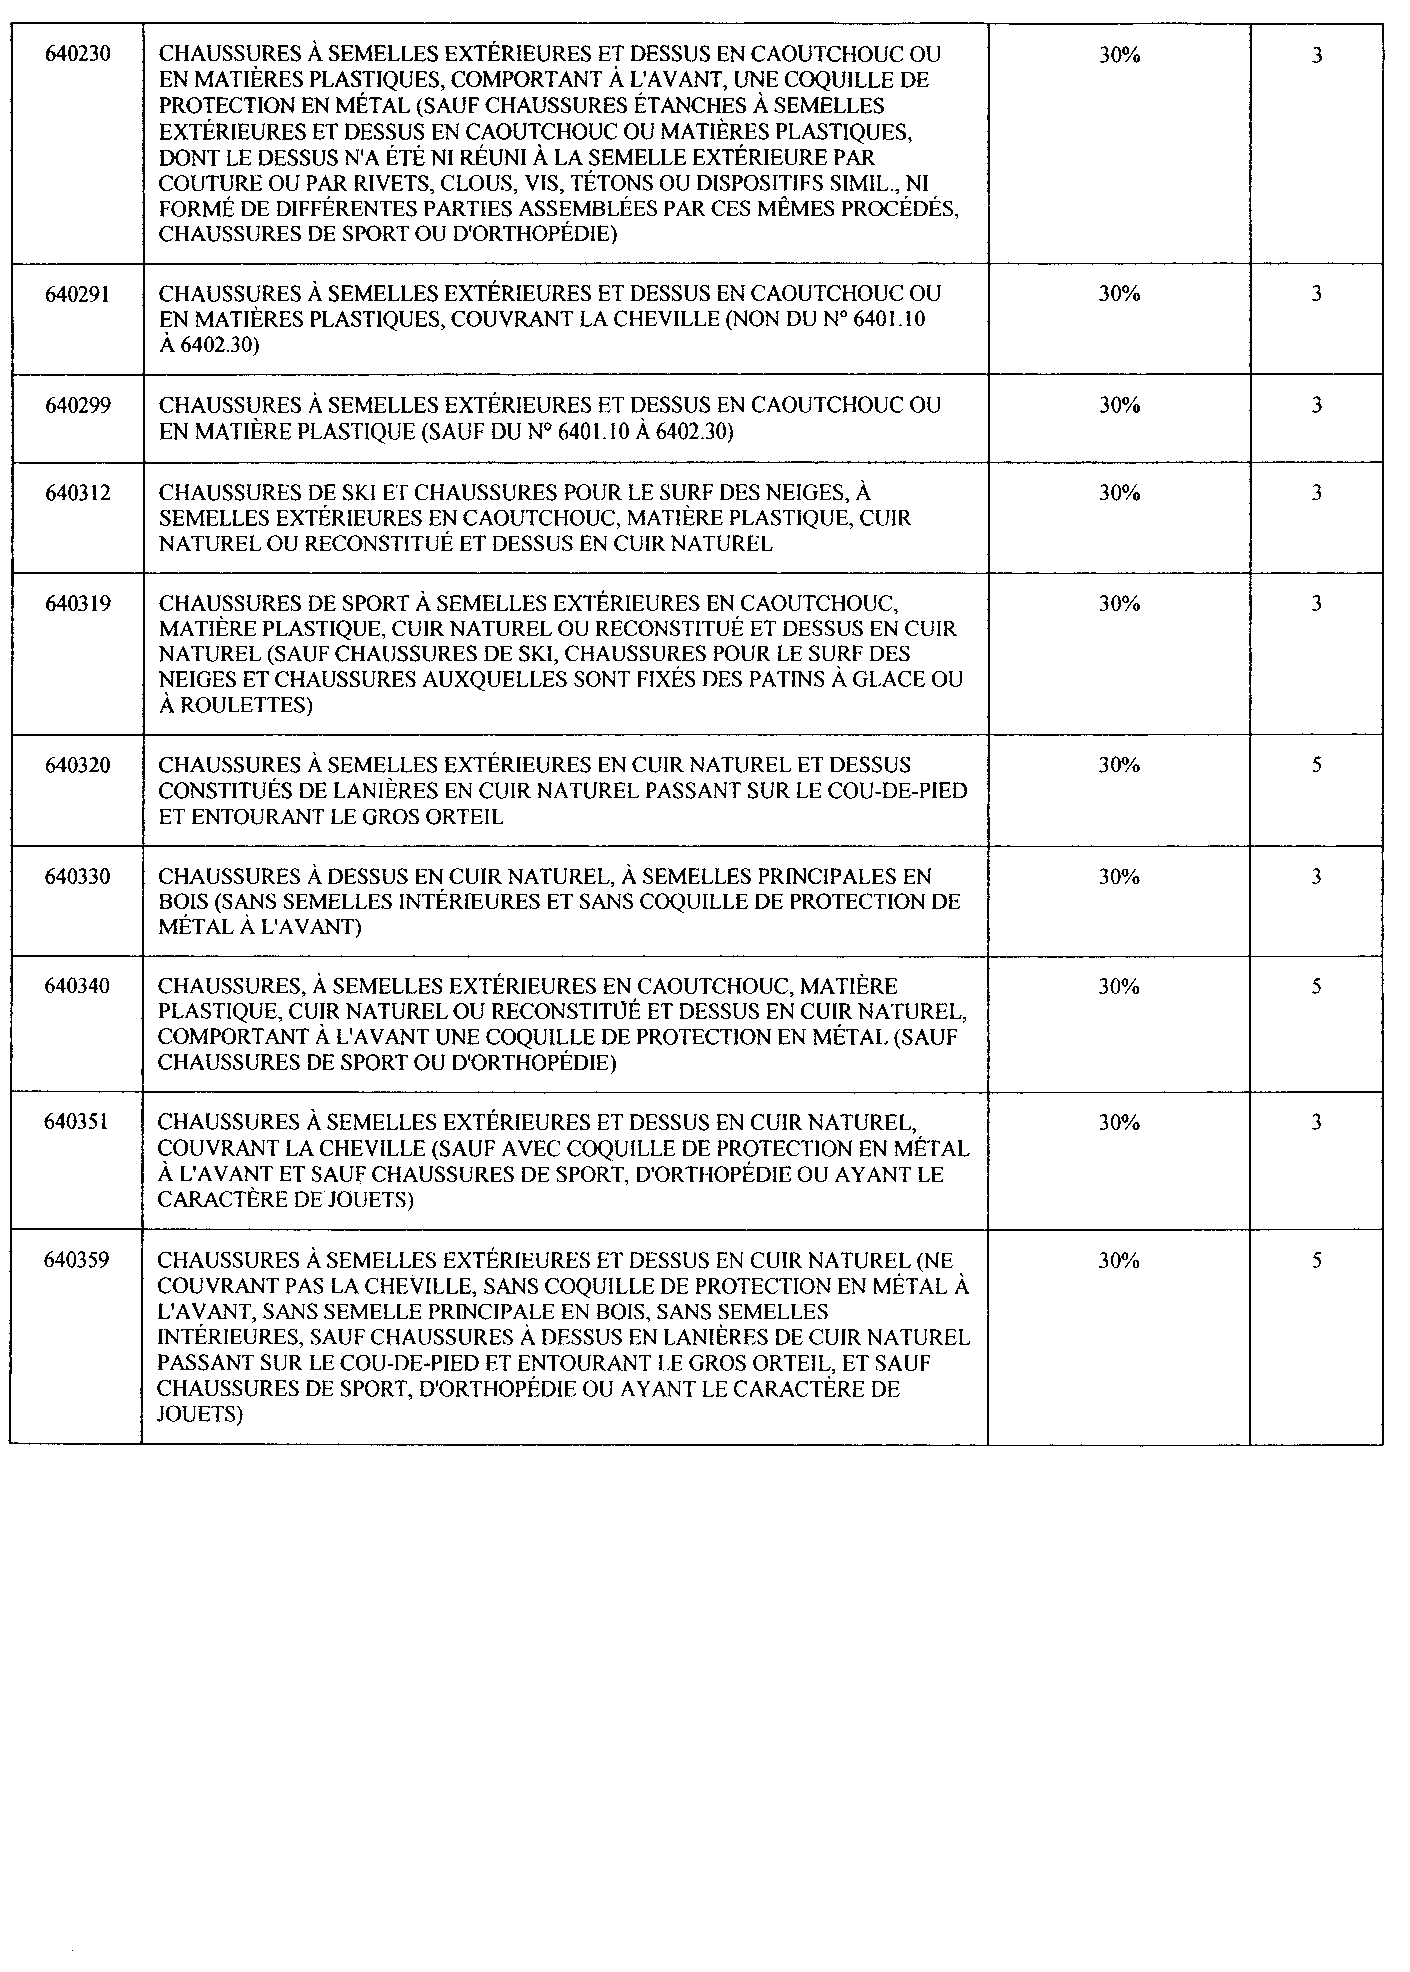 640230 CHAUSSURES À SEMELLES EXTÉRIEURES ET DESSUS EN CAOUTCHOUC OU 30% 3
EN MATIÈRES PLASTIQUES, COMPORTANT À L'AVANT, UNE COQUILLE DE
PROTECTION EN MÉTAL (SAUF CHAUSSURES ÉTANCHES À SEMELLES
EXTÉRIEURES ET DESSUS EN CAOUTCHOUC OU MATIÈRES PLASTIQUES,
DONT LE DESSUS N'A ÉTÉ NI RÉUNI À LA SEMELLE EXTÉRIEURE PAR
COUTURE OU PAR RIVETS, CLOUS, VIS, TÉTONS OU DISPOSITIFS SIMIL., NI
FORMÉ DE DIFFÉRENTES PARTIES ASSEMBLÉES PAR CES MÊMES PROCÉDÉS,
CHAUSSURES DE SPORT OU D'ORTHOPÉDIE)
640291 CHAUSSURES À SEMELLES EXTÉRIEURES ET DESSUS EN CAOUTCHOUC OU 30% 3
EN MATIÈRES PLASTIQUES, COUVRANT LA CHEVILLE (NON DU N° 6401.10
À 6402.30)
640299 CHAUSSURES À SEMELLES EXTÉRIEURES ET DESSUS EN CAOUTCHOUC OU 30% 3
EN MATIÈRE PLASTIQUE (SAUF DU N° 6401.10 À 6402.30)
640312 CHAUSSURES DE SKI ET CHAUSSURES POUR LE SURF DES NEIGES, À 30% 3
SEMELLES EXTÉRIEURES EN CAOUTCHOUC, MATIÈRE PLASTIQUE, CUIR
NATUREL OU RECONSTITUÉ ET DESSUS EN CUIR NATUREL
640319 CHAUSSURES DE SPORT À SEMELLES EXTÉRIEURES EN CAOUTCHOUC, 30% 3
MATIÈRE PLASTIQUE, CUIR NATUREL OU RECONSTITUÉ ET DESSUS EN CUIR
NATUREL (SAUF CHAUSSURES DE SKI, CHAUSSURES POUR LE SURF DES
NEIGES ET CHAUSSURES AUXQUELLES SONT FIXÉS DES PATINS À GLACE OU
À ROULETTES)
640320 CHAUSSURES À SEMELLES EXTÉRIEURES EN CUIR NATUREL ET DESSUS 30% 5
CONSTITUÉS DE LANIÈRES EN CUIR NATUREL PASSANT SUR LE COU-DE-PIED
ET ENTOURANT LE GROS ORTEIL
640330 CHAUSSURES À DESSUS EN CUIR NATUREL, À SEMELLES PRINCIPALES EN 30% 3
BOIS (SANS SEMELLES INTÉRIEURES ET SANS COQUILLE DE PROTECTION DE
MÉTAL À L'AVANT)
640340 CHAUSSURES, À SEMELLES EXTÉRIEURES EN CAOUTCHOUC, MATIÈRE 30% 5
PLASTIQUE, CUIR NATUREL OU RECONSTITUÉ ET DESSUS EN CUIR NATUREL,
COMPORTANT À L'AVANT UNE COQUILLE DE PROTECTION EN MÉTAL (SAUF
CHAUSSURES DE SPORT OU D'ORTHOPÉDIE)
640351 CHAUSSURES À SEMELLES EXTÉRIEURES ET DESSUS EN CUIR NATUREL, 30% 3
COUVRANT LA CHEVILLE (SAUF AVEC COQUILLE DE PROTECTION EN MÉTAL
À L'AVANT ET SAUF CHAUSSURES DE SPORT, D'ORTHOPÉDIE OU AYANT LE
CARACTÈRE DE JOUETS)
640359 CHAUSSURES À SEMELLES EXTÉRIEURES ET DESSUS EN CUIR NATUREL (NE 30% 5
COUVRANT PAS LA CHEVILLE, SANS COQUILLE DE PROTECTION EN MÉTAL À
L'AVANT, SANS SEMELLE PRINCIPALE EN BOIS, SANS SEMELLES
INTÉRIEURES, SAUF CHAUSSURES À DESSUS EN LANIÈRES DE CUIR NATUREL
PASSANT SUR LE COU-DE-PIED ET ENTOURANT LE GROS ORTEIL, ET SAUF
CHAUSSURES DE SPORT, D'ORTHOPÉDIE OU AYANT LE CARACTÈRE DE
JOUETS)